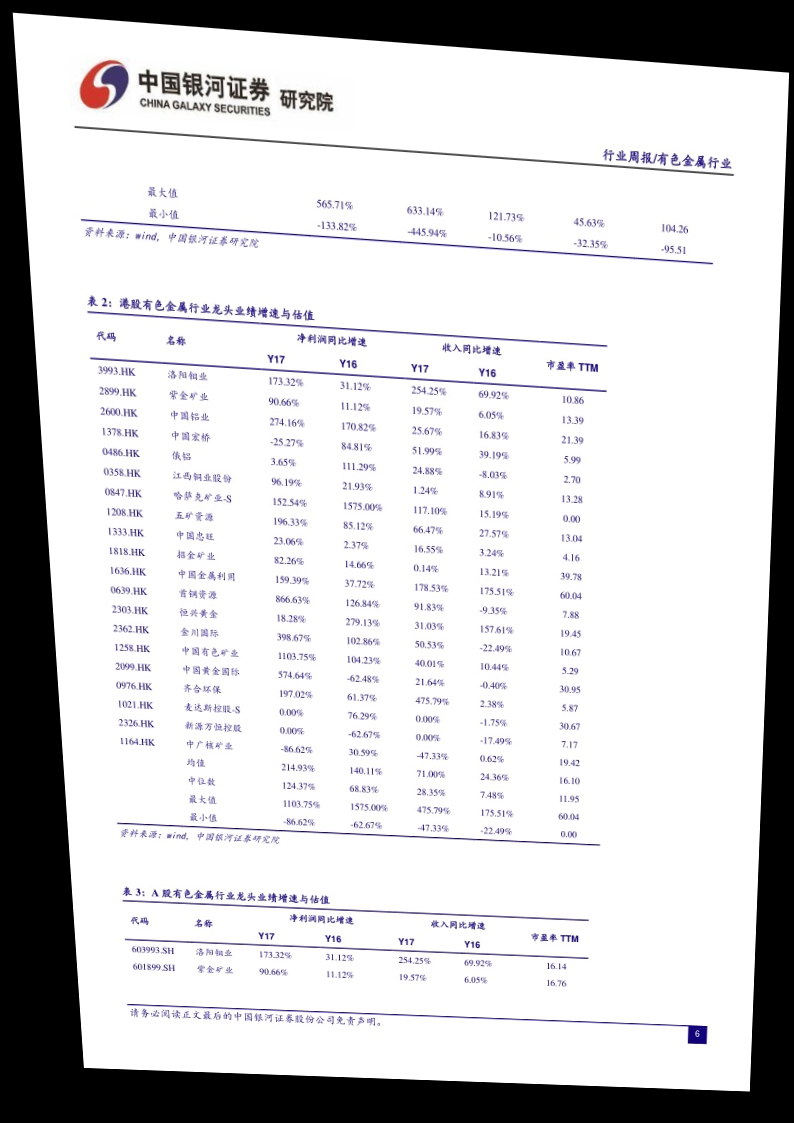 中国银河证券 研究院
CHINA GALAXY SECURITIES
行业周报/有色金属行业
最大值 565.71% 633.14% 121.73% 45.63% 104.26
最小值 -133.82% -445.94% -10.56% -32.35% -95.51
资料来源：wind, 中国银河证券研究院
表 2：港股有色金属行业龙头业绩增速与估值
代码 名称 净利润同比增速 收入同比增速 市盈率 TTM
Y17 Y16 Y17 Y16
3993.HK 洛阳钼业 173.32% 31.12% 254.25% 69.92% 10.86
2899.HK 紫金矿业 90.66% 11.12% 19.57% 6.05% 13.39
2600.HK 中国铝业 274.16% 170.82% 25.67% 16.83% 21.39
1378.HK 中国宏桥 -25.27% 84.81% 51.99% 39.19% 5.99
0486.HK 俄铝 3.65% 111.29% 24.88% -8.03% 2.70
0358.HK 江西铜业股份 96.19% 21.93% 1.24% 8.91% 13.28
0847.HK 哈萨克矿业-S 152.54% 1575.00% 117.10% 15.19% 0.00
1208.HK 五矿资源 196.33% 85.12% 66.47% 27.57% 13.04
1333.HK 中国忠旺 23.06% 2.37% 16.55% 3.24% 4.16
1818.HK 招金矿业 82.26% 14.66% 0.14% 13.21% 39.78
1636.HK 中国金属利用 159.39% 37.72% 178.53% 175.51% 60.04
0639.HK 首钢资源 866.63% 126.84% 91.83% -9.35% 7.88
2303.HK 恒兴黄金 18.28% 279.13% 31.03% 157.61% 19.45
2362.HK 金川国际 398.67% 102.86% 50.53% -22.49% 10.67
1258.HK 中国有色矿业 1103.75% 104.23% 40.01% 10.44% 5.29
2099.HK 中国黄金国际 574.64% -62.48% 21.64% -0.40% 30.95
0976.HK 齐合环保 197.02% 61.37% 475.79% 2.38% 5.87
1021.HK 麦达斯控股-S 0.00% 76.29% 0.00% -1.75% 30.67
2326.HK 新源万恒控股 0.00% -62.67% 0.00% -17.49% 7.17
1164.HK 中广核矿业 -86.62% 30.59% -47.33% 0.62% 19.42
均值 214.93% 140.11% 71.00% 24.36% 16.10
中位数 124.37% 68.83% 28.35% 7.48% 11.95
最大值 1103.75% 1575.00% 475.79% 175.51% 60.04
最小值 -86.62% -62.67% -47.33% -22.49% 0.00
资料来源：wind, 中国银河证券研究院
表 3：A 股有色金属行业龙头业绩增速与估值
代码 名称 净利润同比增速 收入同比增速 市盈率 TTM
Y17 Y16 Y17 Y16
603993.SH 洛阳钼业 173.32% 31.12% 254.25% 69.92% 16.14
601899.SH 紫金矿业 90.66% 11.12% 19.57% 6.05% 16.76
请务必阅读正文最后的中国银河证券股份公司免责声明。
6